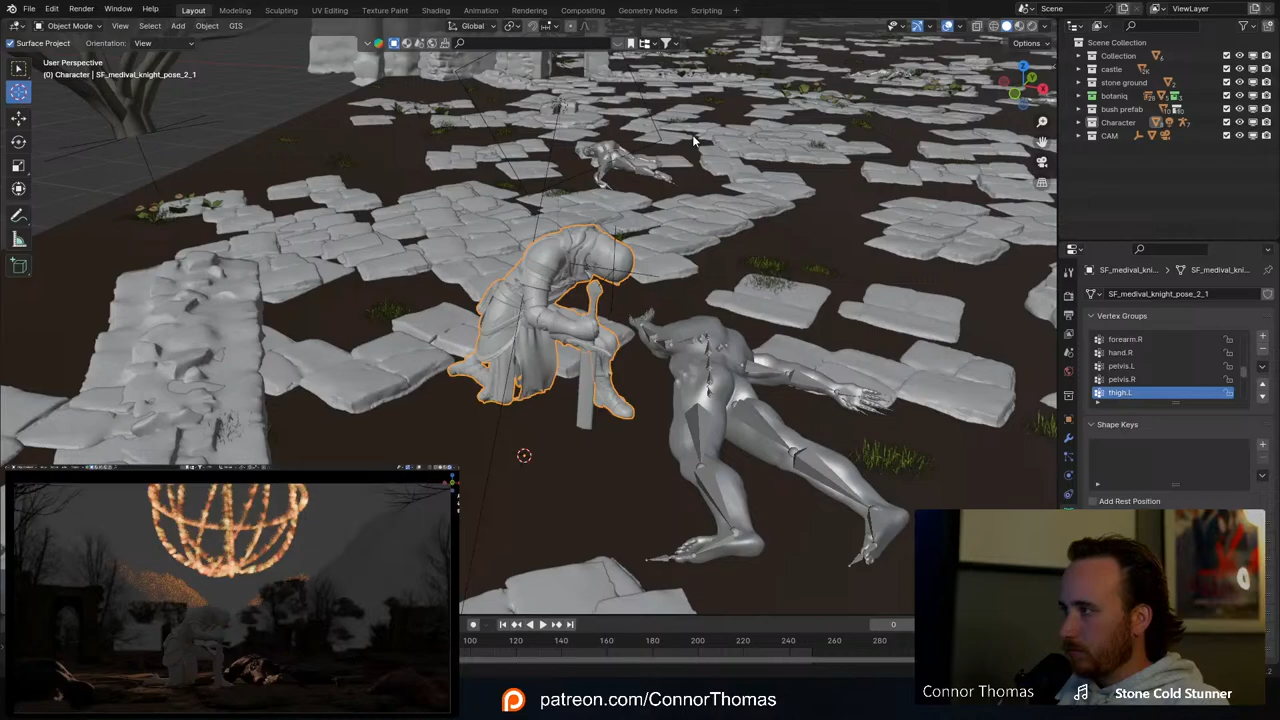 File Edit Render Window Help Layout Modeling Sculpting UV Editing Texture Paint Shading Animation Rendering Compositing Geometry Nodes Scripting Scene ViewLayer
Object Mode View Select Add Object GIS Global
Surface Project Orientation: View Options
User Perspective
(0) Character | SF_medival_knight_pose_2_1
Scene Collection
Collection
castle
stone ground
botaniq
bush prefab
Character
CAM
SF_medival_kni... SF_medival_kni...
SF_medival_knight_pose_2_1
Vertex Groups
forearm.R
hand.R
pelvis.L
pelvis.R
thigh.L
Shape Keys
Add Rest Position
0
100 120 140 160 180 200 220 240 260 280
patreon.com/ConnorThomas
Connor Thomas Stone Cold Stunner